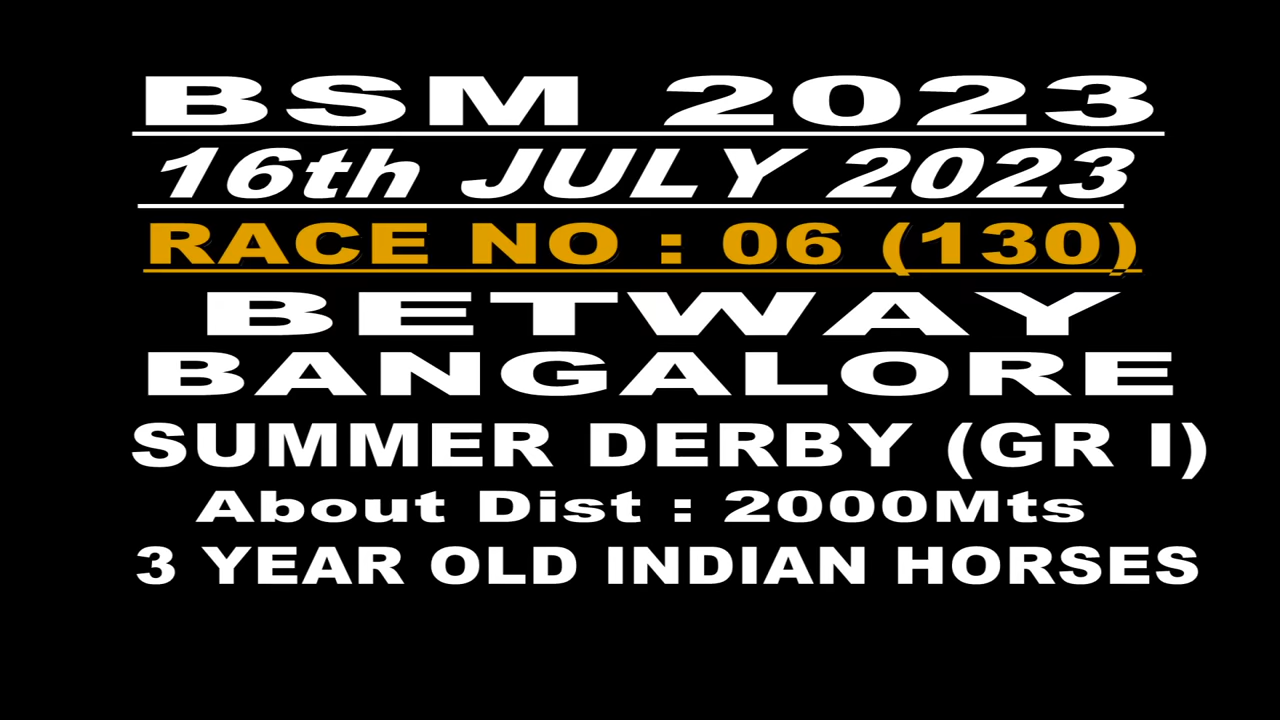 BSM 2023
16th JULY 2023
RACE NO : 06 (130)
BETWAY
BANGALORE
SUMMER DERBY (GR I)
About Dist : 2000Mts
3 YEAR OLD INDIAN HORSES